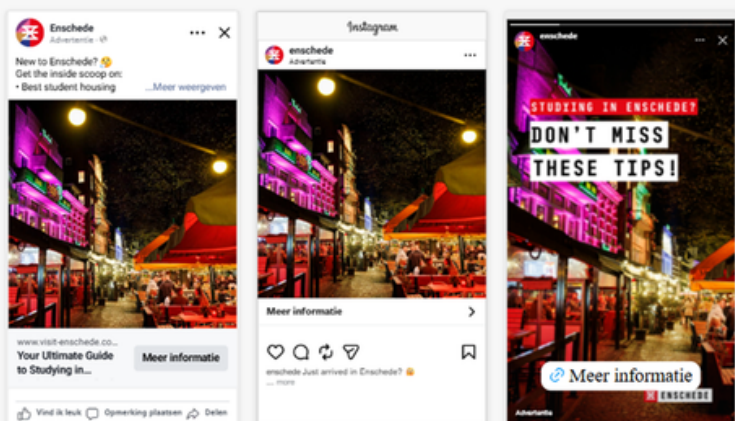 Enschede
Advertentie
New to Enschede?
Get the inside scoop on:
• Best student housing ...Meer weergeven
www.visit-enschede.co...
Your Ultimate Guide
to Studying in...
Meer informatie
Vind ik leuk
Opmerking plaatsen
Delen
Instagram
enschede
Advertentie
Meer informatie
enschede Just arrived in Enschede?
... more
enschede
STUDYING IN ENSCHEDE?
DON'T MISS
THESE TIPS!
Meer informatie
ENSCHEDE
Advertentie